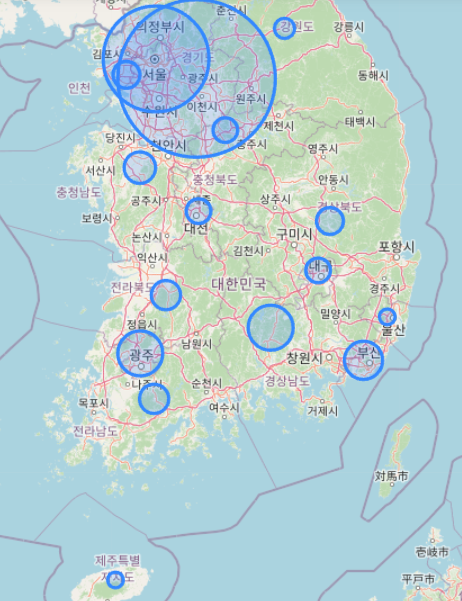 춘천시
강원도
강릉시
의정부시
김포시
경기도
서울
광주시
동해시
인천
수원시
이천시
원주시
태백시
제천시
당진시
천안시
충주시
영주시
서산시
충청북도
안동시
충청남도
공주시
세종
상주시
경상북도
보령시
대전
논산시
구미시
김천시
포항시
익산시
대구
전라북도
대한민국
경주시
정읍시
밀양시
울산
남원시
광주
창원시
부산
나주시
순천시
경상남도
목포시
여수시
거제시
전라남도
対馬市
壱岐市
제주특별
자치도
平戸市